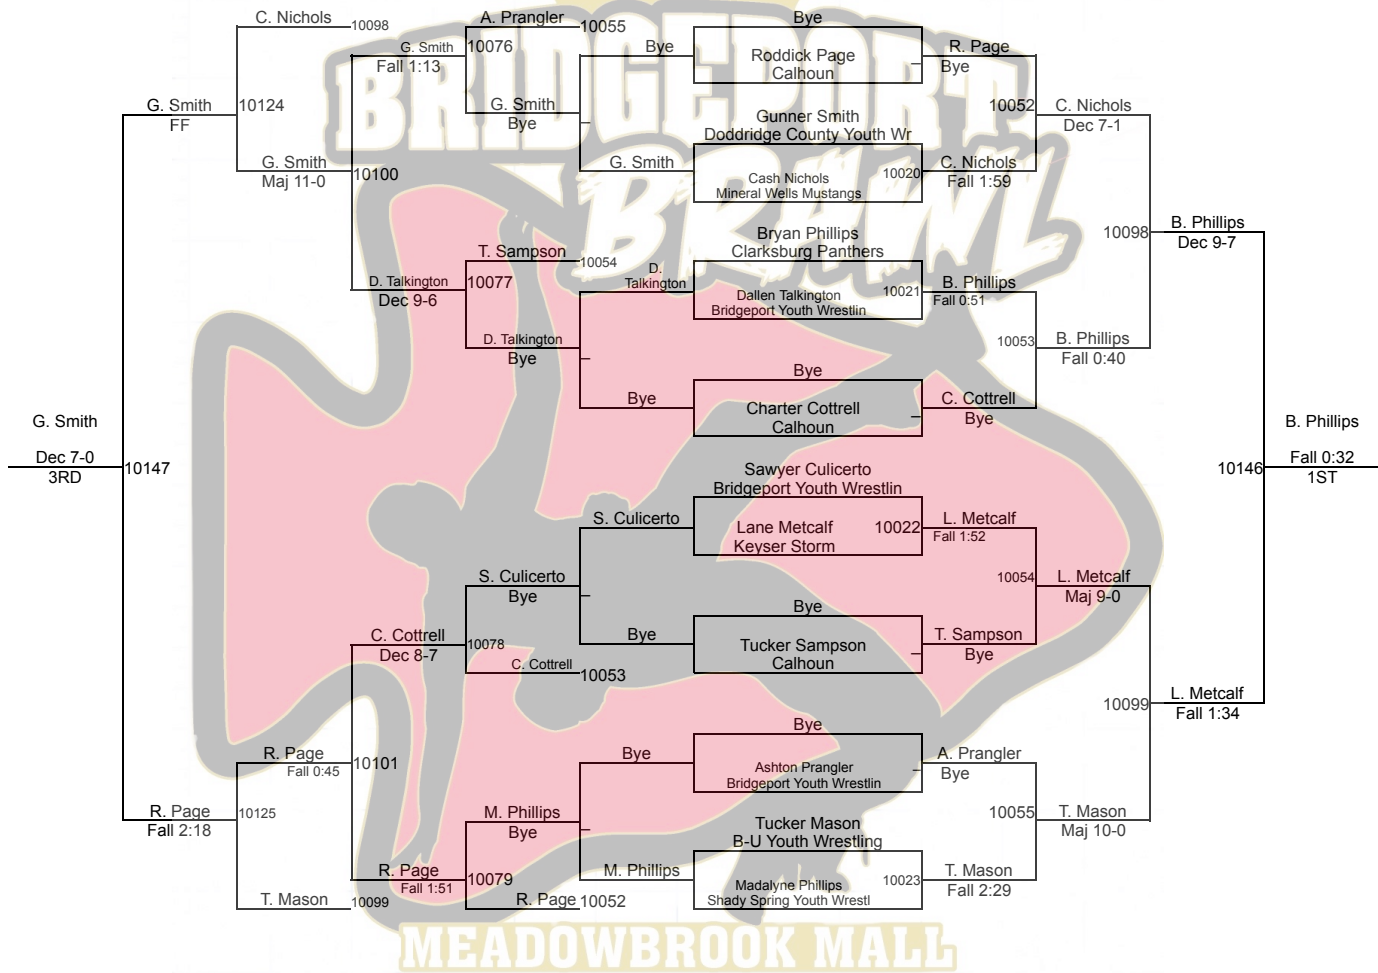 BRIDGEPORT
BRAWL
MEADOWBROOK MALL
C. Nichols
10098
G. Smith
FF
10124
G. Smith
Maj 11-0
G. Smith
Fall 1:13
10100
D. Talkington
Dec 9-6
A. Prangler
10055
10076
G. Smith
Bye
T. Sampson
10054
10077
D. Talkington
Bye
Bye
G. Smith
D.
Talkington
Bye
Bye
Roddick Page
Calhoun
R. Page
Bye
Gunner Smith
Doddridge County Youth Wr
Cash Nichols
Mineral Wells Mustangs
10020
C. Nichols
Fall 1:59
10052
C. Nichols
Dec 7-1
Bryan Phillips
Clarksburg Panthers
Dallen Talkington
Bridgeport Youth Wrestlin
10021
B. Phillips
Fall 0:51
10053
B. Phillips
Fall 0:40
Bye
Charter Cottrell
Calhoun
C. Cottrell
Bye
10098
B. Phillips
Dec 9-7
G. Smith
Dec 7-0
3RD
10147
B. Phillips
10146
Fall 0:32
1ST
S. Culicerto
Bye
C. Cottrell
Dec 8-7
10078
C. Cottrell
10053
S. Culicerto
Bye
Sawyer Culicerto
Bridgeport Youth Wrestlin
Lane Metcalf
Keyser Storm
10022
L. Metcalf
Fall 1:52
10054
L. Metcalf
Maj 9-0
Bye
Tucker Sampson
Calhoun
T. Sampson
Bye
10099
L. Metcalf
Fall 1:34
R. Page
Fall 0:45
10101
R. Page
Fall 2:18
10125
T. Mason
10099
R. Page
Fall 1:51
M. Phillips
Bye
10079
R. Page
10052
Bye
M. Phillips
Bye
Ashton Prangler
Bridgeport Youth Wrestlin
A. Prangler
Bye
10055
T. Mason
Maj 10-0
Tucker Mason
B-U Youth Wrestling
Madalyne Phillips
Shady Spring Youth Wrestl
10023
T. Mason
Fall 2:29